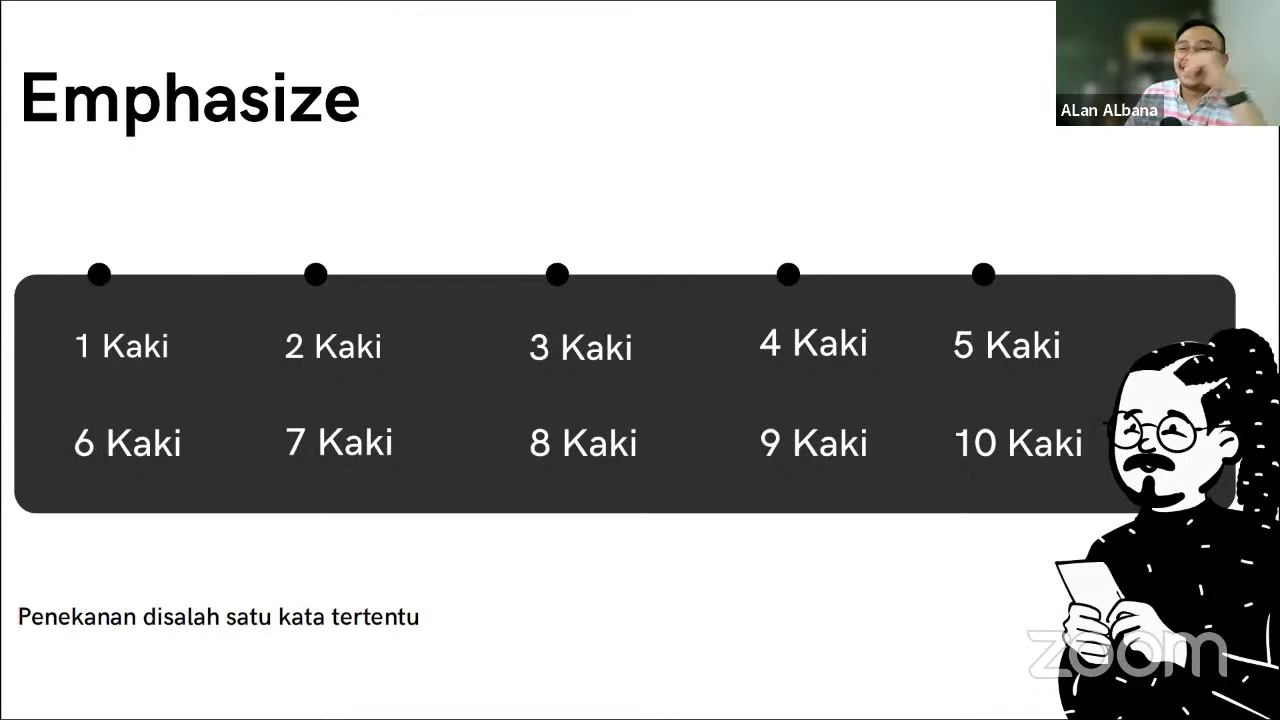 Emphasize
ALan ALbana
1 Kaki 2 Kaki 3 Kaki 4 Kaki 5 Kaki
6 Kaki 7 Kaki 8 Kaki 9 Kaki 10 Kaki
Penekanan disalah satu kata tertentu
zoom